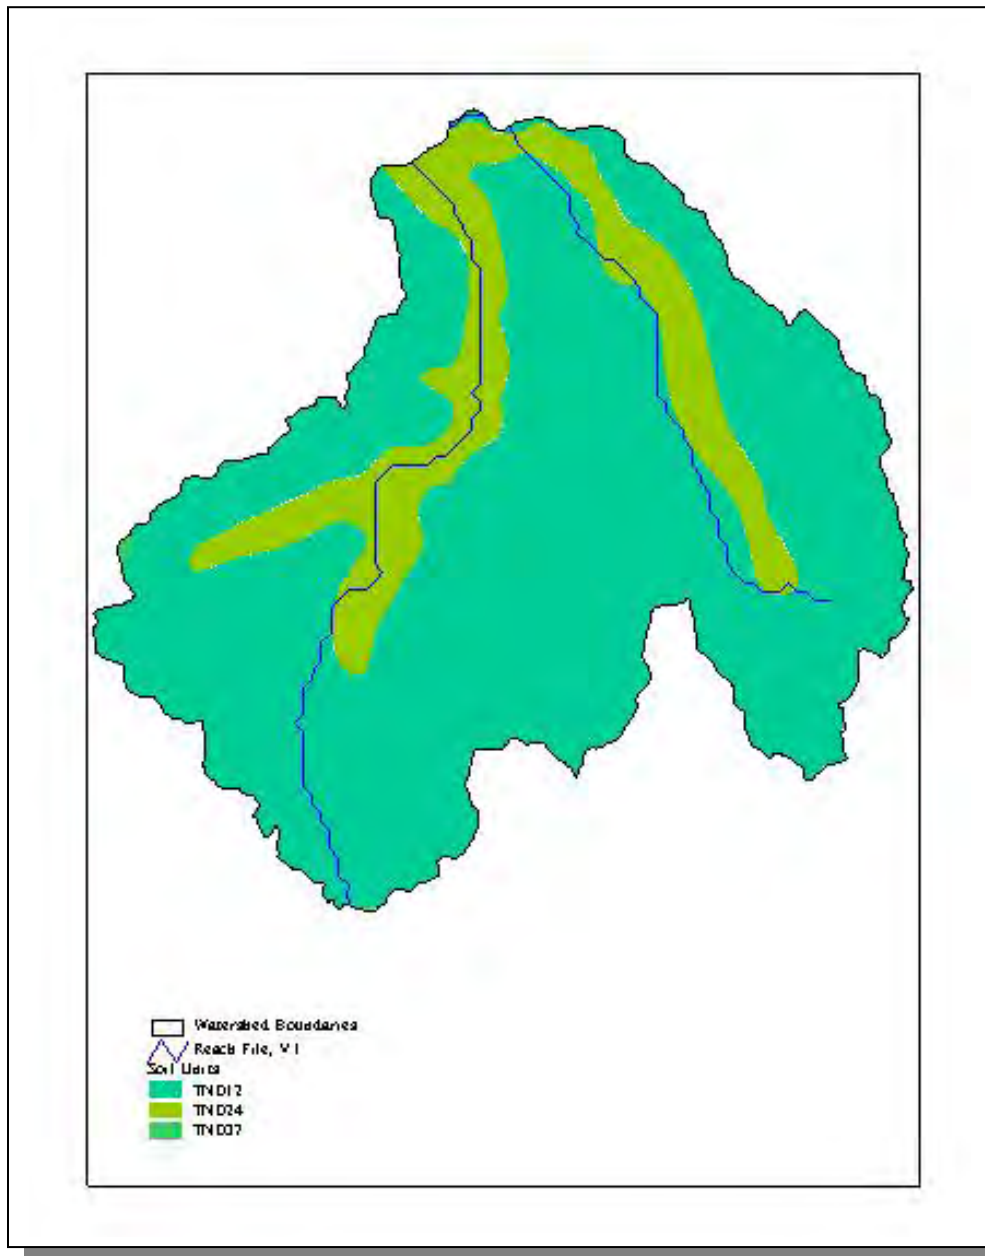 Watershed Boundaries
Reach File, V1
Soil Units
TN012
TN024
TN037